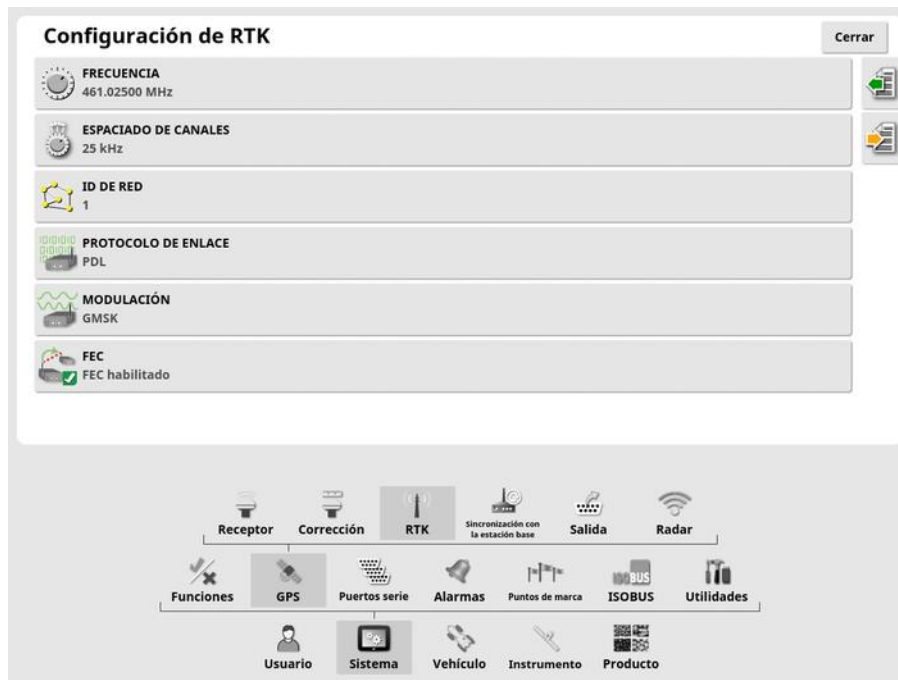 Configuración de RTK
Cerrar
FRECUENCIA
461.02500 MHz
ESPACIADO DE CANALES
25 kHz
ID DE RED
1
PROTOCOLO DE ENLACE
PDL
MODULACIÓN
GMSK
FEC
FEC habilitado
Receptor
Corrección
RTK
Sincronización con
la estación base
Salida
Radar
Funciones
GPS
Puertos serie
Alarmas
Puntos de marca
ISOBUS
ISOBUS
Utilidades
Usuario
Sistema
Vehículo
Instrumento
Producto